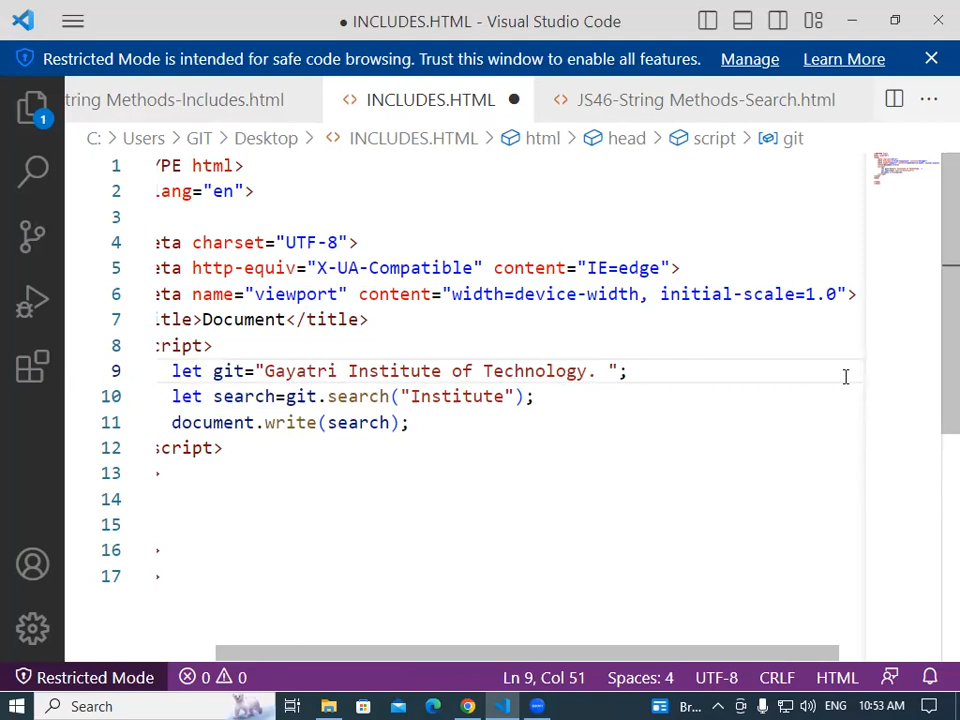 ● INCLUDES.HTML - Visual Studio Code
Restricted Mode is intended for safe code browsing. Trust this window to enable all features. Manage Learn More
tring Methods-Includes.html INCLUDES.HTML ● JS46-String Methods-Search.html ...
C: > Users > GIT > Desktop > INCLUDES.HTML > html > head > script > git
1 YPE html>
2 lang="en">
3
4 eta charset="UTF-8">
5 eta http-equiv="X-UA-Compatible" content="IE=edge">
6 eta name="viewport" content="width=device-width, initial-scale=1.0">
7 itle>Document</title>
8 cript>
9 let git="Gayatri Institute of Technology. ";
10 let search=git.search("Institute");
11 document.write(search);
12 script>
13 >
14
15
16 >
17 >
1
Restricted Mode 0 0 Ln 9, Col 51 Spaces: 4 UTF-8 CRLF HTML
Search Br... ENG 10:53 AM